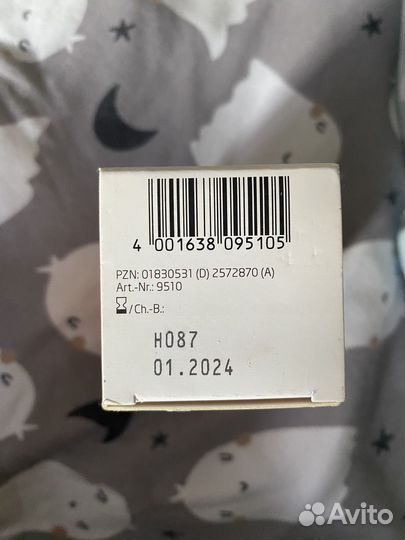 4 001638 095105
PZN: 01830531 (D) 2572870 (A)
Art.-Nr.: 9510
/Ch.-B.:
H087
01.2024
Avito